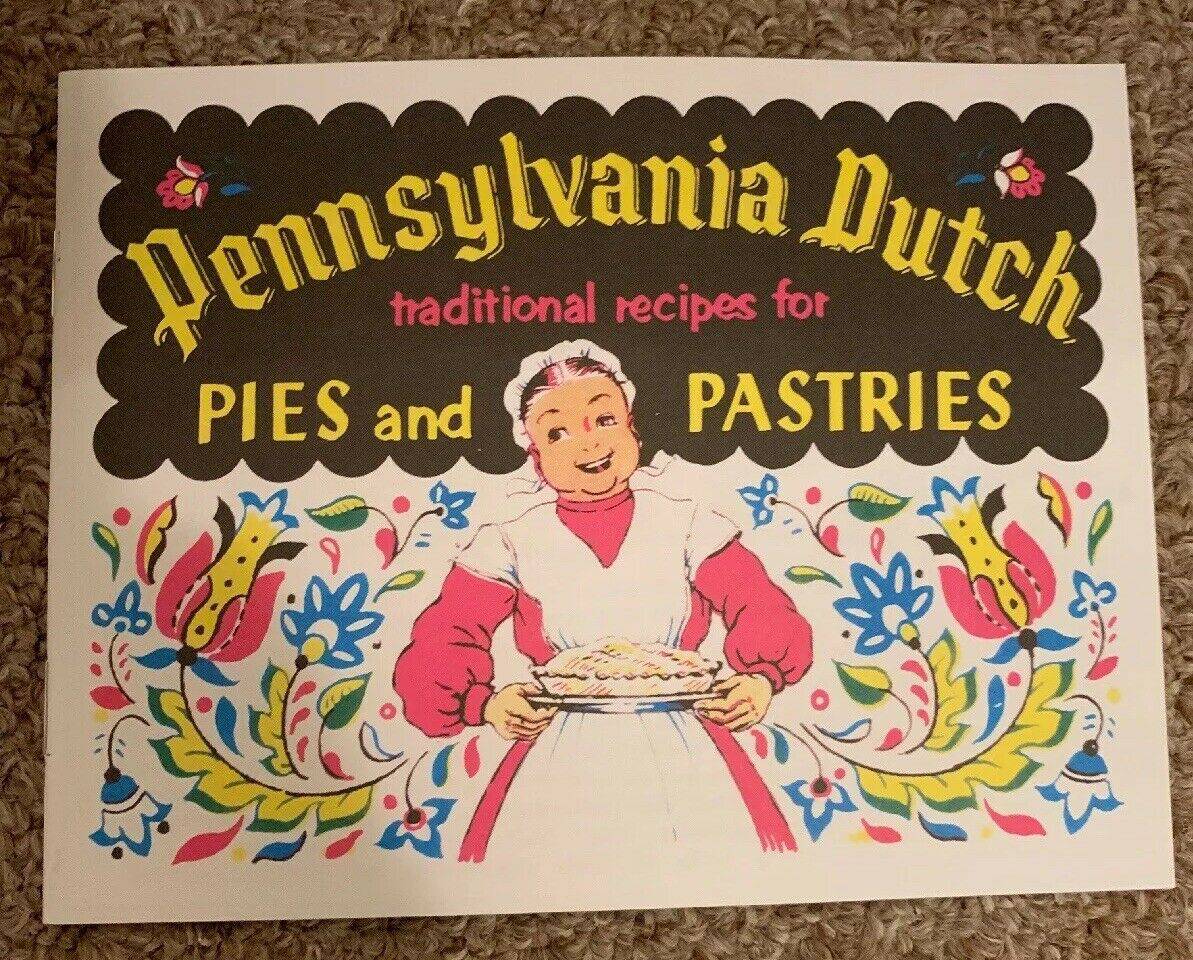 Pennsylvania Dutch
traditional recipes for
PIES and PASTRIES